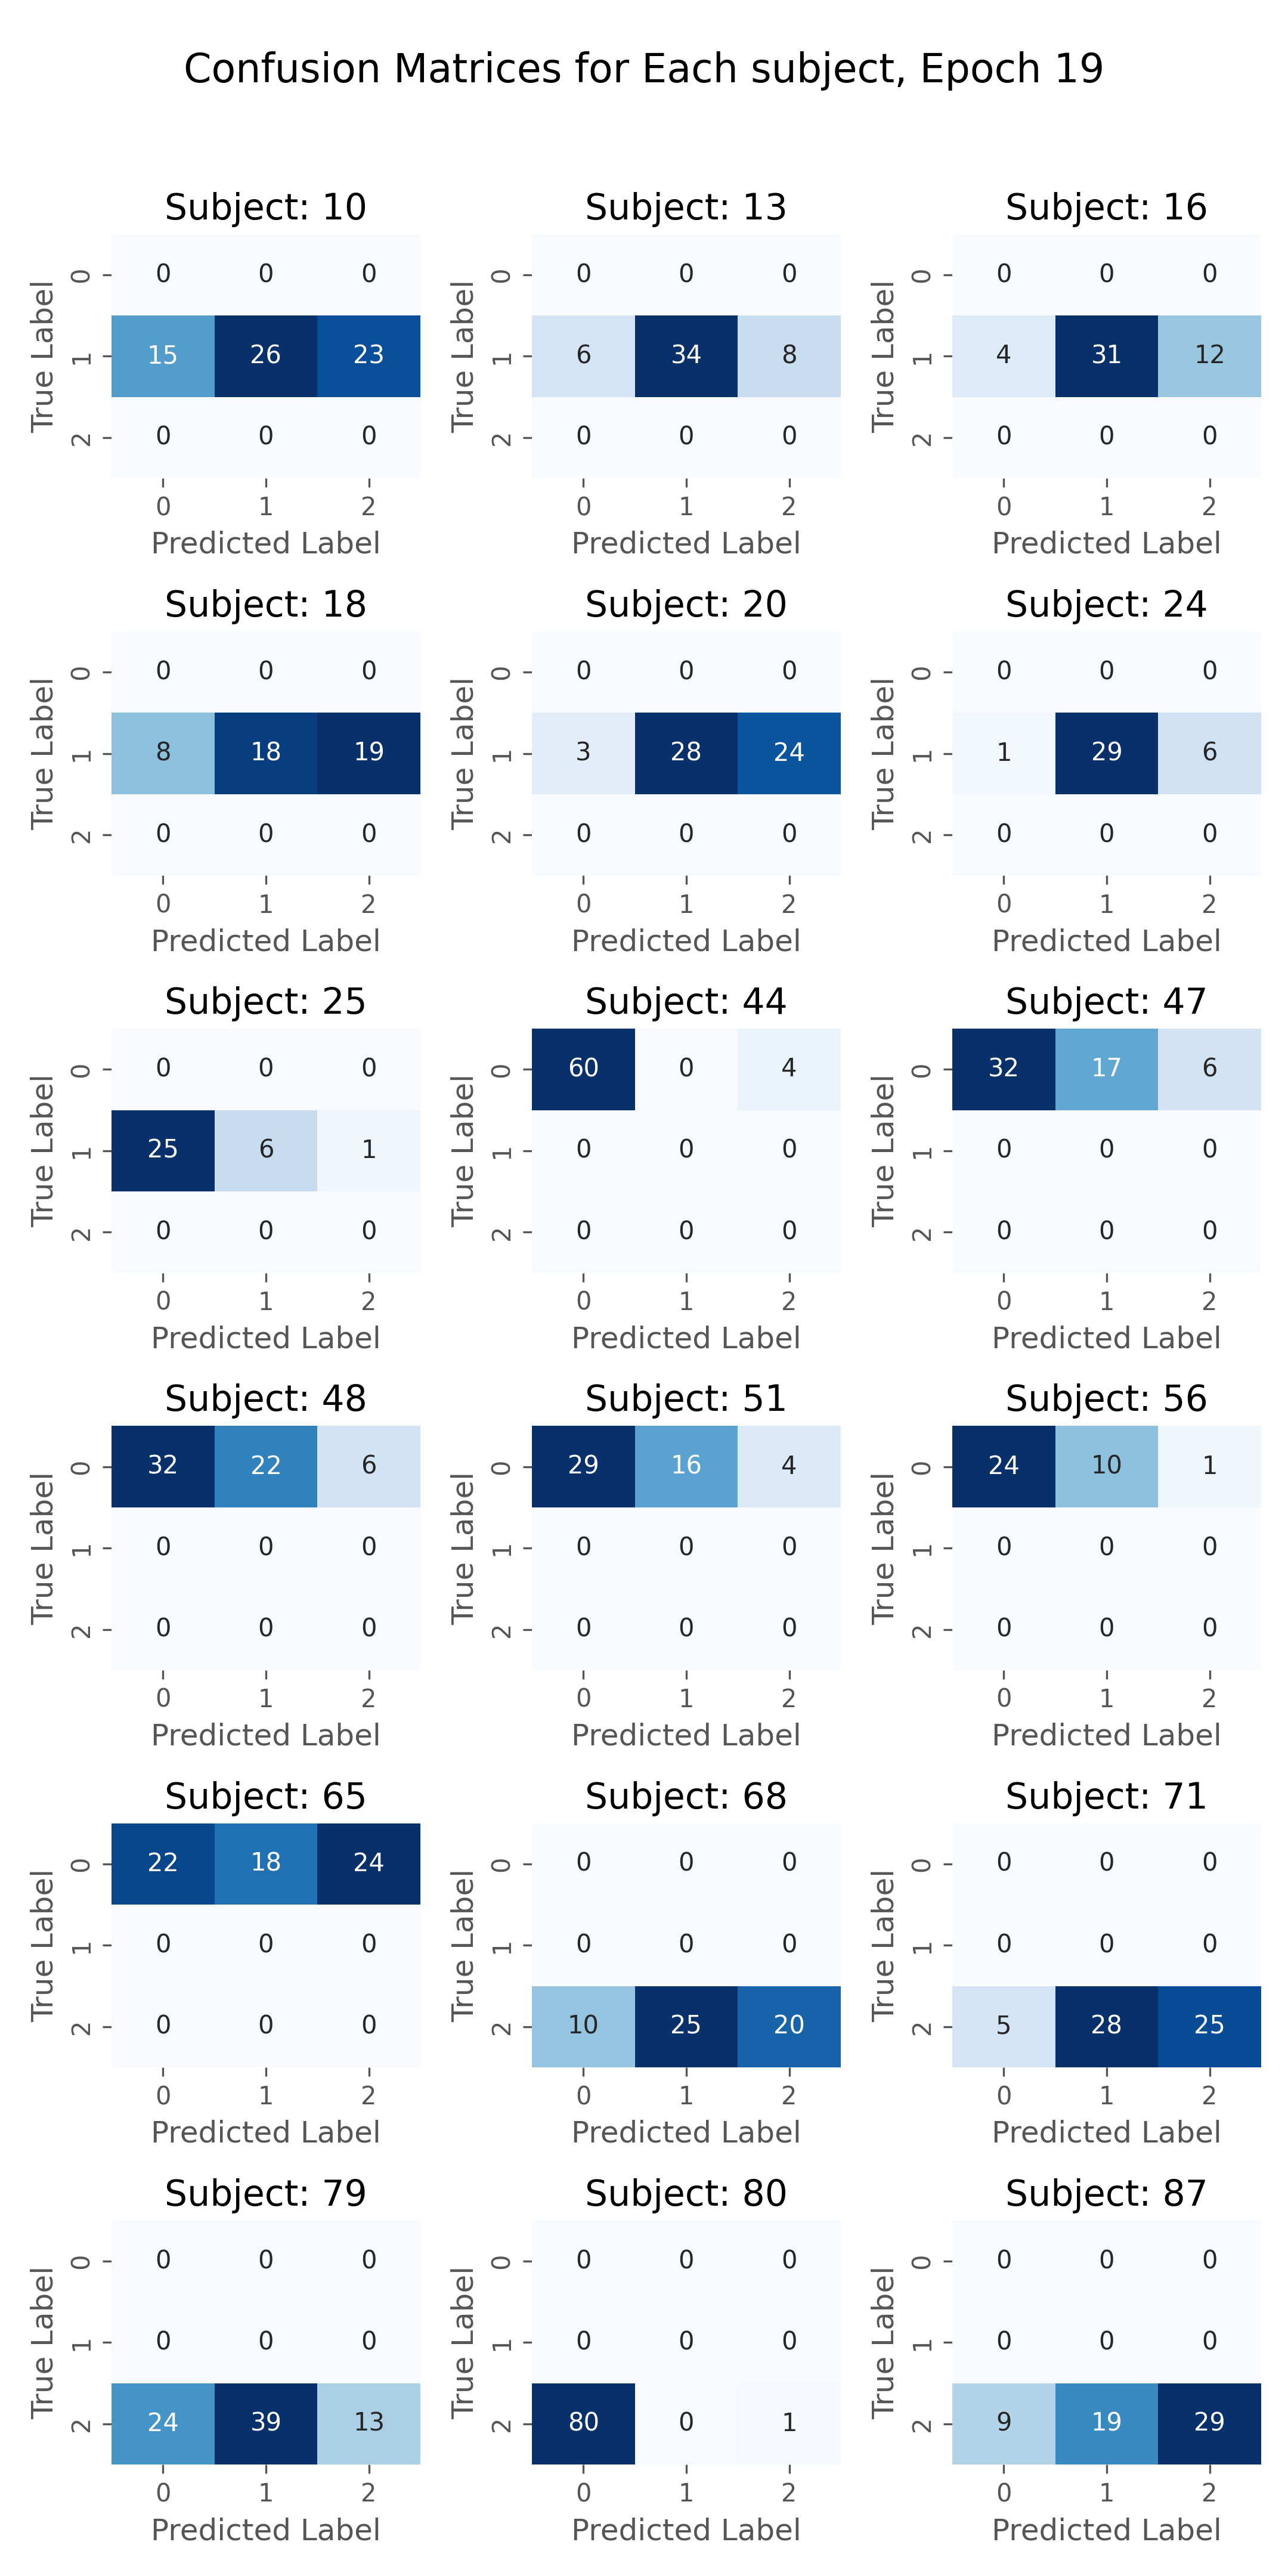 Confusion Matrices for Each subject, Epoch 19
Subject: 10 Subject: 13 Subject: 16
True Label 0 0 0 0 True Label 0 0 0 0 True Label 0 0 0 0
1 15 26 23 1 6 34 8 1 4 31 12
2 0 0 0 2 0 0 0 2 0 0 0
0 1 2 0 1 2 0 1 2
Predicted Label Predicted Label Predicted Label
Subject: 18 Subject: 20 Subject: 24
True Label 0 0 0 0 True Label 0 0 0 0 True Label 0 0 0 0
1 8 18 19 1 3 28 24 1 1 29 6
2 0 0 0 2 0 0 0 2 0 0 0
0 1 2 0 1 2 0 1 2
Predicted Label Predicted Label Predicted Label
Subject: 25 Subject: 44 Subject: 47
True Label 0 0 0 0 True Label 0 60 0 4 True Label 0 32 17 6
1 25 6 1 1 0 0 0 1 0 0 0
2 0 0 0 2 0 0 0 2 0 0 0
0 1 2 0 1 2 0 1 2
Predicted Label Predicted Label Predicted Label
Subject: 48 Subject: 51 Subject: 56
True Label 0 32 22 6 True Label 0 29 16 4 True Label 0 24 10 1
1 0 0 0 1 0 0 0 1 0 0 0
2 0 0 0 2 0 0 0 2 0 0 0
0 1 2 0 1 2 0 1 2
Predicted Label Predicted Label Predicted Label
Subject: 65 Subject: 68 Subject: 71
True Label 0 22 18 24 True Label 0 0 0 0 True Label 0 0 0 0
1 0 0 0 1 0 0 0 1 0 0 0
2 0 0 0 2 10 25 20 2 5 28 25
0 1 2 0 1 2 0 1 2
Predicted Label Predicted Label Predicted Label
Subject: 79 Subject: 80 Subject: 87
True Label 0 0 0 0 True Label 0 0 0 0 True Label 0 0 0 0
1 0 0 0 1 0 0 0 1 0 0 0
2 24 39 13 2 80 0 1 2 9 19 29
0 1 2 0 1 2 0 1 2
Predicted Label Predicted Label Predicted Label